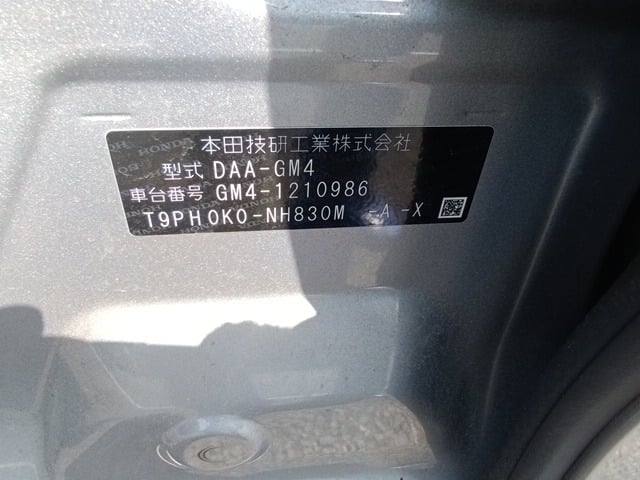 本田技研工業株式会社
型式 DAA-GM4
車台番号 GM4-1210986
T9PH0K0-NH830M -A -X